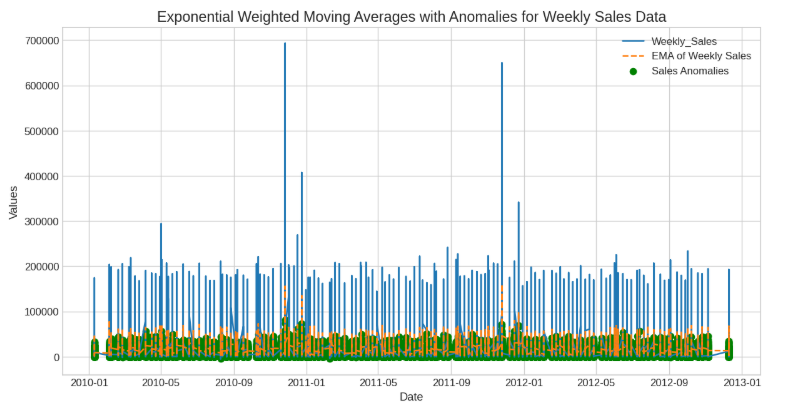 Exponential Weighted Moving Averages with Anomalies for Weekly Sales Data
Weekly_Sales
EMA of Weekly Sales
Sales Anomalies
700000
600000
500000
400000
300000
200000
100000
0
Values
2010-01 2010-05 2010-09 2011-01 2011-05 2011-09 2012-01 2012-05 2012-09 2013-01
Date